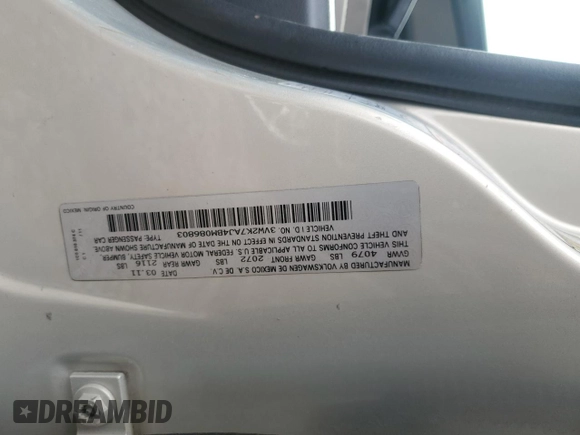 MANUFACTURED BY VOLKSWAGEN DE MEXICO S.A. DE C.V.
DATE 03.11
GVWR 4079 LBS GAWR FRONT 2072 LBS GAWR REAR 2116 LBS
THIS VEHICLE CONFORMS TO ALL APPLICABLE U.S FEDERAL MOTOR VEHICLE SAFETY, BUMPER,
AND THEFT PREVENTION STANDARDS IN EFFECT ON THE DATE OF MANUFACTURE SHOWN ABOVE
VEHICLE I D 3VWZK7AJ4BM086803 TYPE: PASSENGER CAR
COUNTRY OF ORIGIN: MEXICO
DREAMBID